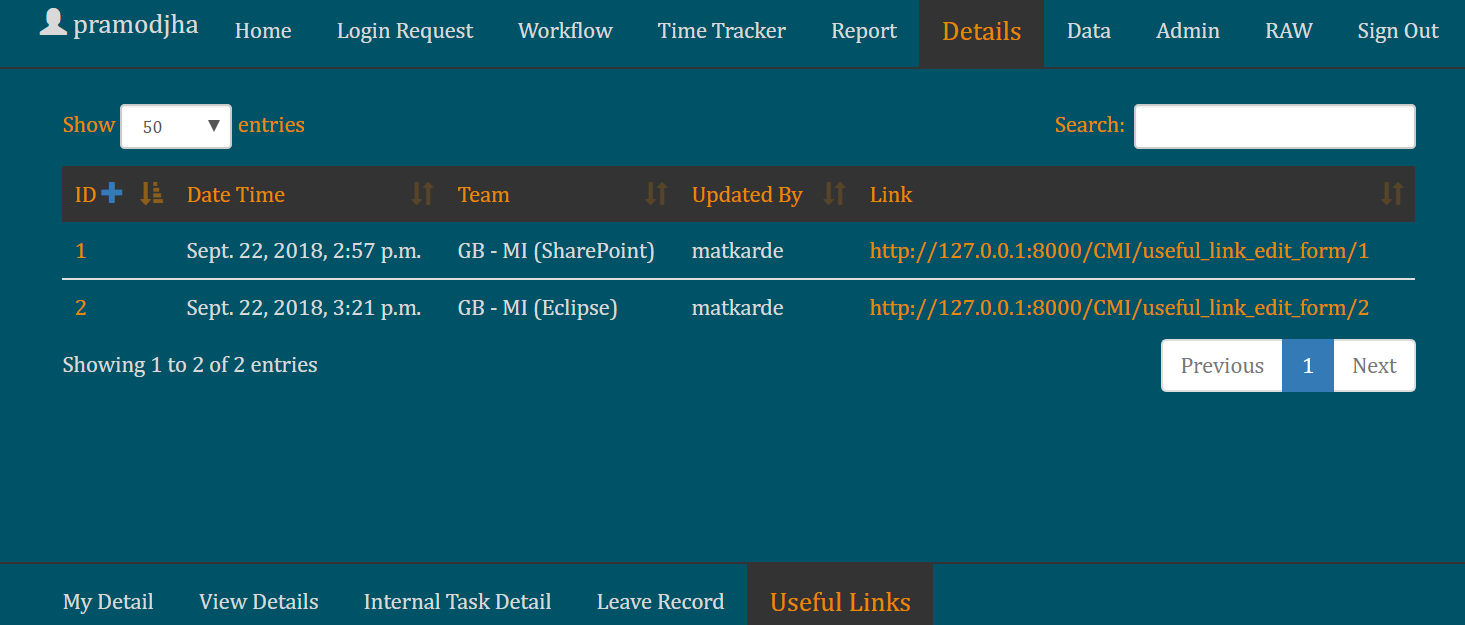 pramodjha Home Login Request Workflow Time Tracker Report Details Data Admin RAW Sign Out
Show 50 entries Search:
ID Date Time Team Updated By Link
1 Sept. 22, 2018, 2:57 p.m. GB - MI (SharePoint) matkarde http://127.0.0.1:8000/CMI/useful_link_edit_form/1
2 Sept. 22, 2018, 3:21 p.m. GB - MI (Eclipse) matkarde http://127.0.0.1:8000/CMI/useful_link_edit_form/2
Showing 1 to 2 of 2 entries Previous 1 Next
My Detail View Details Internal Task Detail Leave Record Useful Links